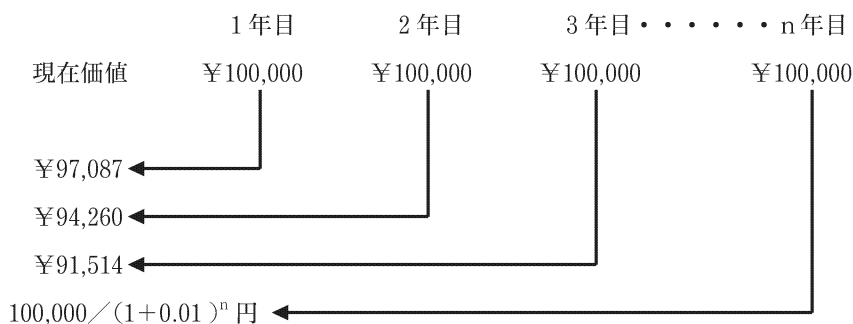 1年目 2年目 3年目・・・・・・n年目
現在価値 ￥100,000 ￥100,000 ￥100,000 ￥100,000
￥97,087
￥94,260
￥91,514
100,000／(1＋0.01)ⁿ 円